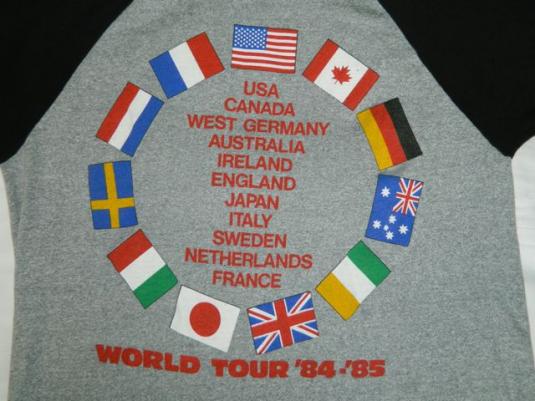 USA
CANADA
WEST GERMANY
AUSTRALIA
IRELAND
ENGLAND
JAPAN
ITALY
SWEDEN
NETHERLANDS
FRANCE
WORLD TOUR '84-'85